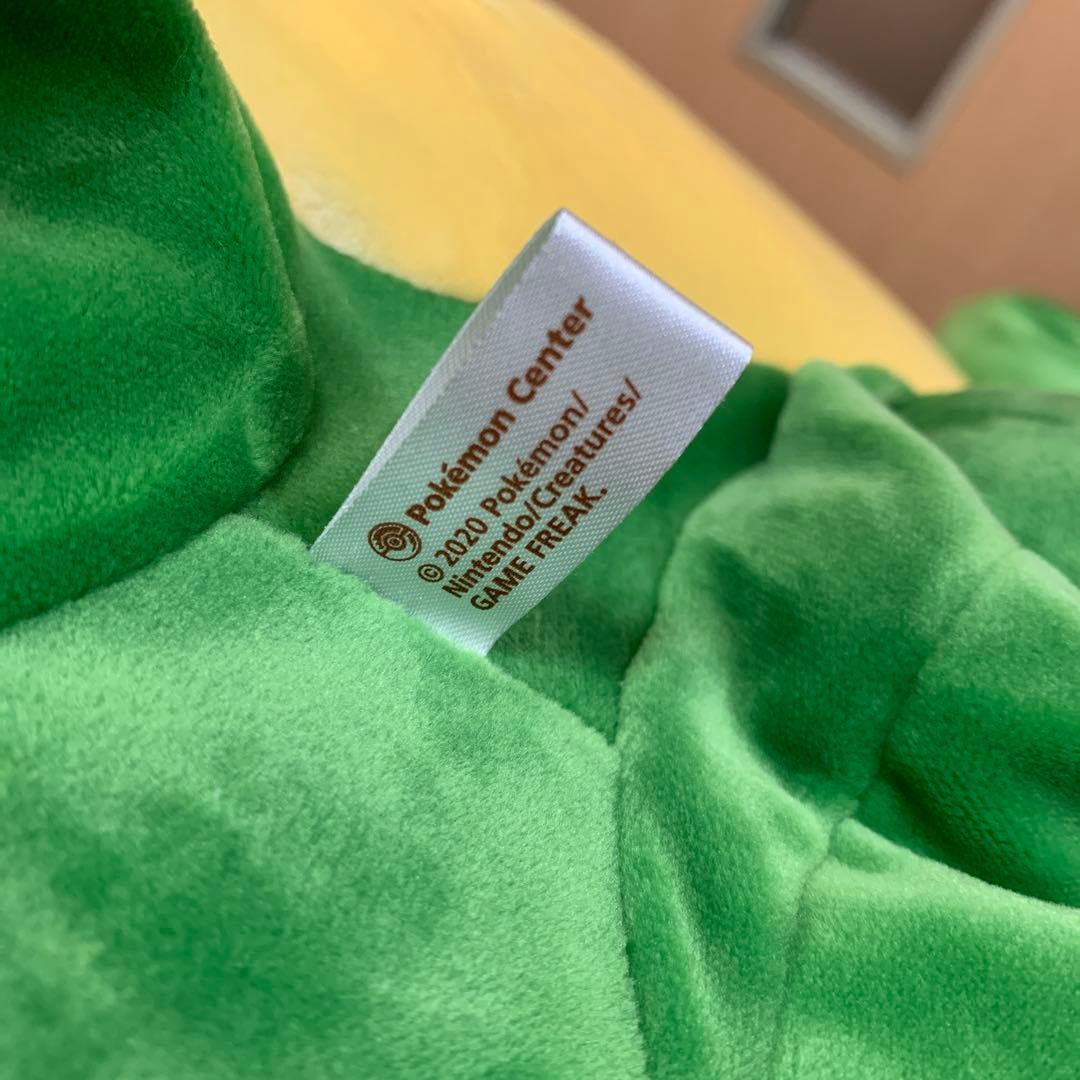 Pokémon Center
© 2020 Pokémon/
Nintendo/Creatures/
GAME FREAK.